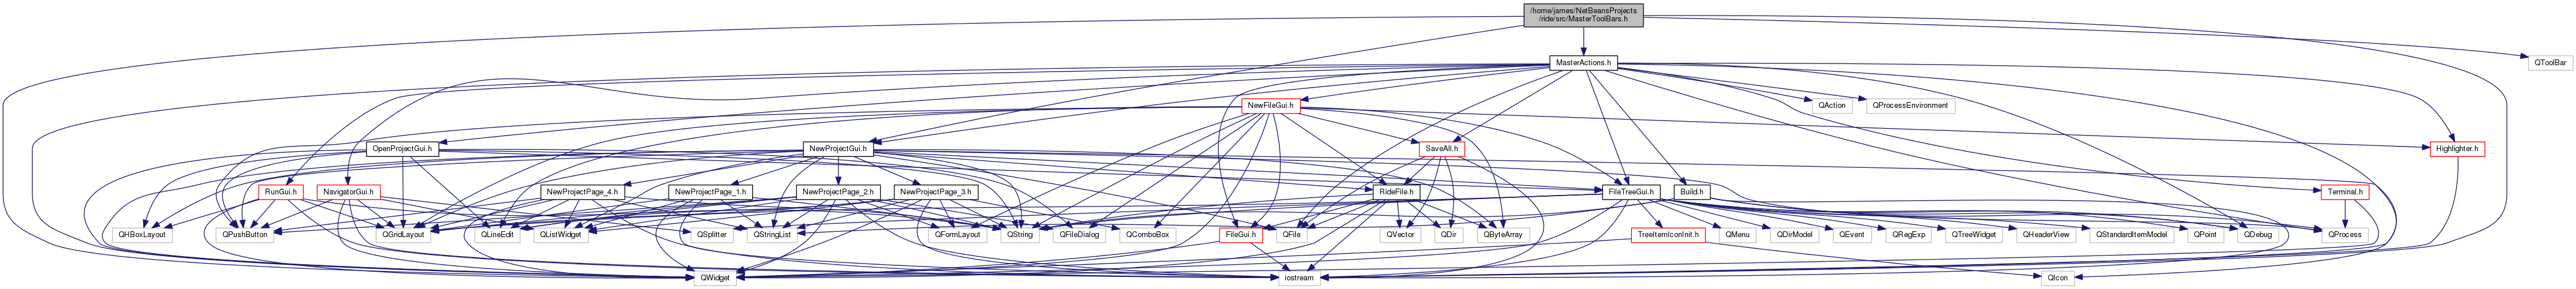 /home/james/NetBeansProjects
/ride/src/MasterToolBars.h
MasterActions.h
QToolBar
NewFileGui.h
QAction
QProcessEnvironment
OpenProjectGui.h
NewProjectGui.h
SaveAll.h
Highlighter.h
RunGui.h
NavigatorGui.h
NewProjectPage_4.h
NewProjectPage_1.h
NewProjectPage_2.h
NewProjectPage_3.h
RideFile.h
FileTreeGui.h
Build.h
Terminal.h
QHBoxLayout
QPushButton
QGridLayout
QLineEdit
QListWidget
QSplitter
QStringList
QFormLayout
QString
QFileDialog
QComboBox
FileGui.h
QFile
QVector
QDir
QByteArray
TreeItemIconInit.h
QMenu
QDirModel
QEvent
QRegExp
QTreeWidget
QHeaderView
QStandardItemModel
QPoint
QDebug
QProcess
QWidget
iostream
QIcon